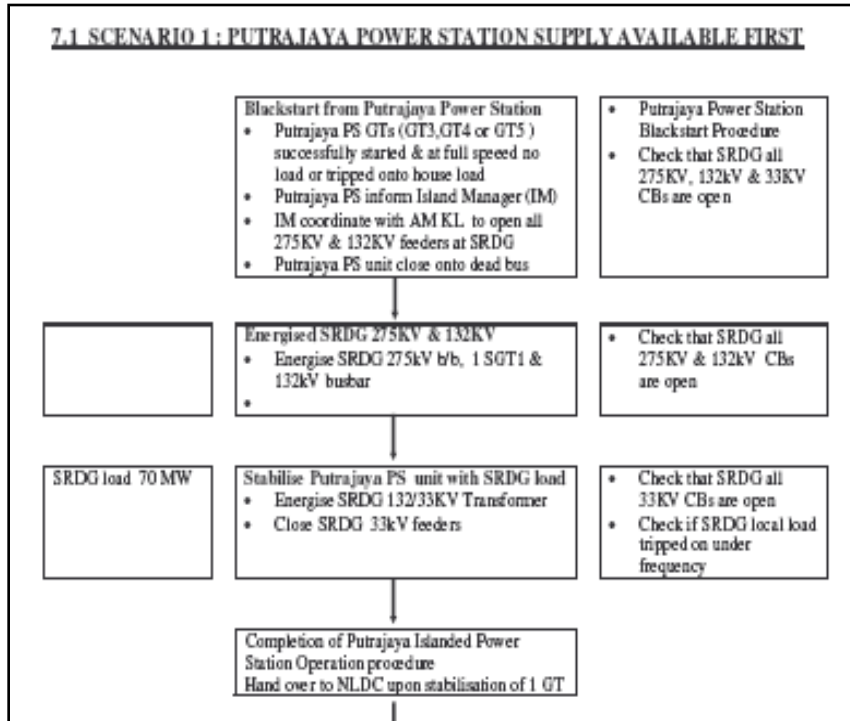 7.1 SCENARIO 1 : PUTRAJAYA POWER STATION SUPPLY AVAILABLE FIRST
Blackstart from Putrajaya Power Station
• Putrajaya PS GTs (GT3,GT4 or GT5 )
successfully started & at full speeed no
load or tripped onto house load
• Putrajaya PS inform Island Manager (IM)
• IM coordinate with AM KL to open all
275KV & 132KV feeders at SRDG
• Putrajaya PS unit close onto dead bus
• Putrajaya Power Station
Blackstart Procedure
• Check that SRDG all
275KV, 132kV & 33KV
CBs are open
Energised SRDG 275KV & 132KV
• Energise SRDG 275kV b/b, 1 SGT1 &
132kV busbar
•
• Check that SRDG all
275KV & 132kV CBs
are open
SRDG load 70 MW
Stabilise Putrajaya PS unit with SRDG load
• Energise SRDG 132/33KV Transformer
• Close SRDG 33kV feeders
• Check that SRDG all
33KV CBs are open
• Check if SRDG local load
tripped on under
frequency
Completion of Putrajaya Islanded Power
Station Operation procedure
Hand over to NLDC upon stabilisation of 1 GT